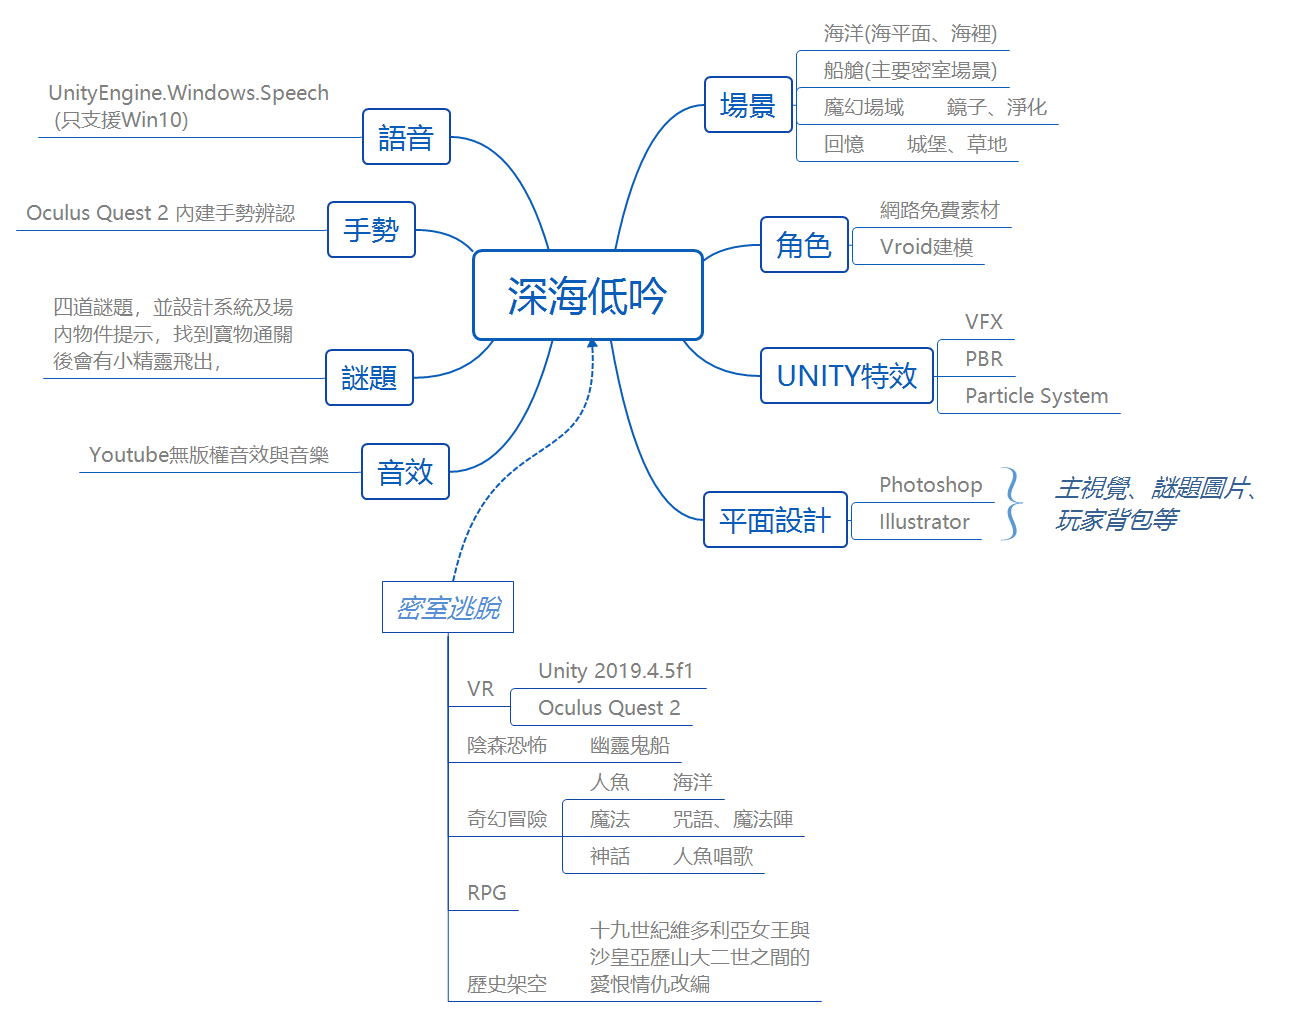 深海低吟
語音
UnityEngine.Windows.Speech
(只支援Win10)
手勢
Oculus Quest 2 內建手勢辨認
謎題
四道謎題，並設計系統及場
內物件提示，找到寶物通關
後會有小精靈飛出，
音效
Youtube無版權音效與音樂
場景
海洋(海平面、海裡)
船艙(主要密室場景)
魔幻場域 鏡子、淨化
回憶 城堡、草地
角色
網路免費素材
Vroid建模
UNITY特效
VFX
PBR
Particle System
平面設計
Photoshop
Illustrator
主視覺、謎題圖片、
玩家背包等
密室逃脫
VR
Unity 2019.4.5f1
Oculus Quest 2
陰森恐怖 幽靈鬼船
奇幻冒險
人魚 海洋
魔法 咒語、魔法陣
神話 人魚唱歌
RPG
歷史架空
十九世紀維多利亞女王與
沙皇亞歷山大二世之間的
愛恨情仇改編